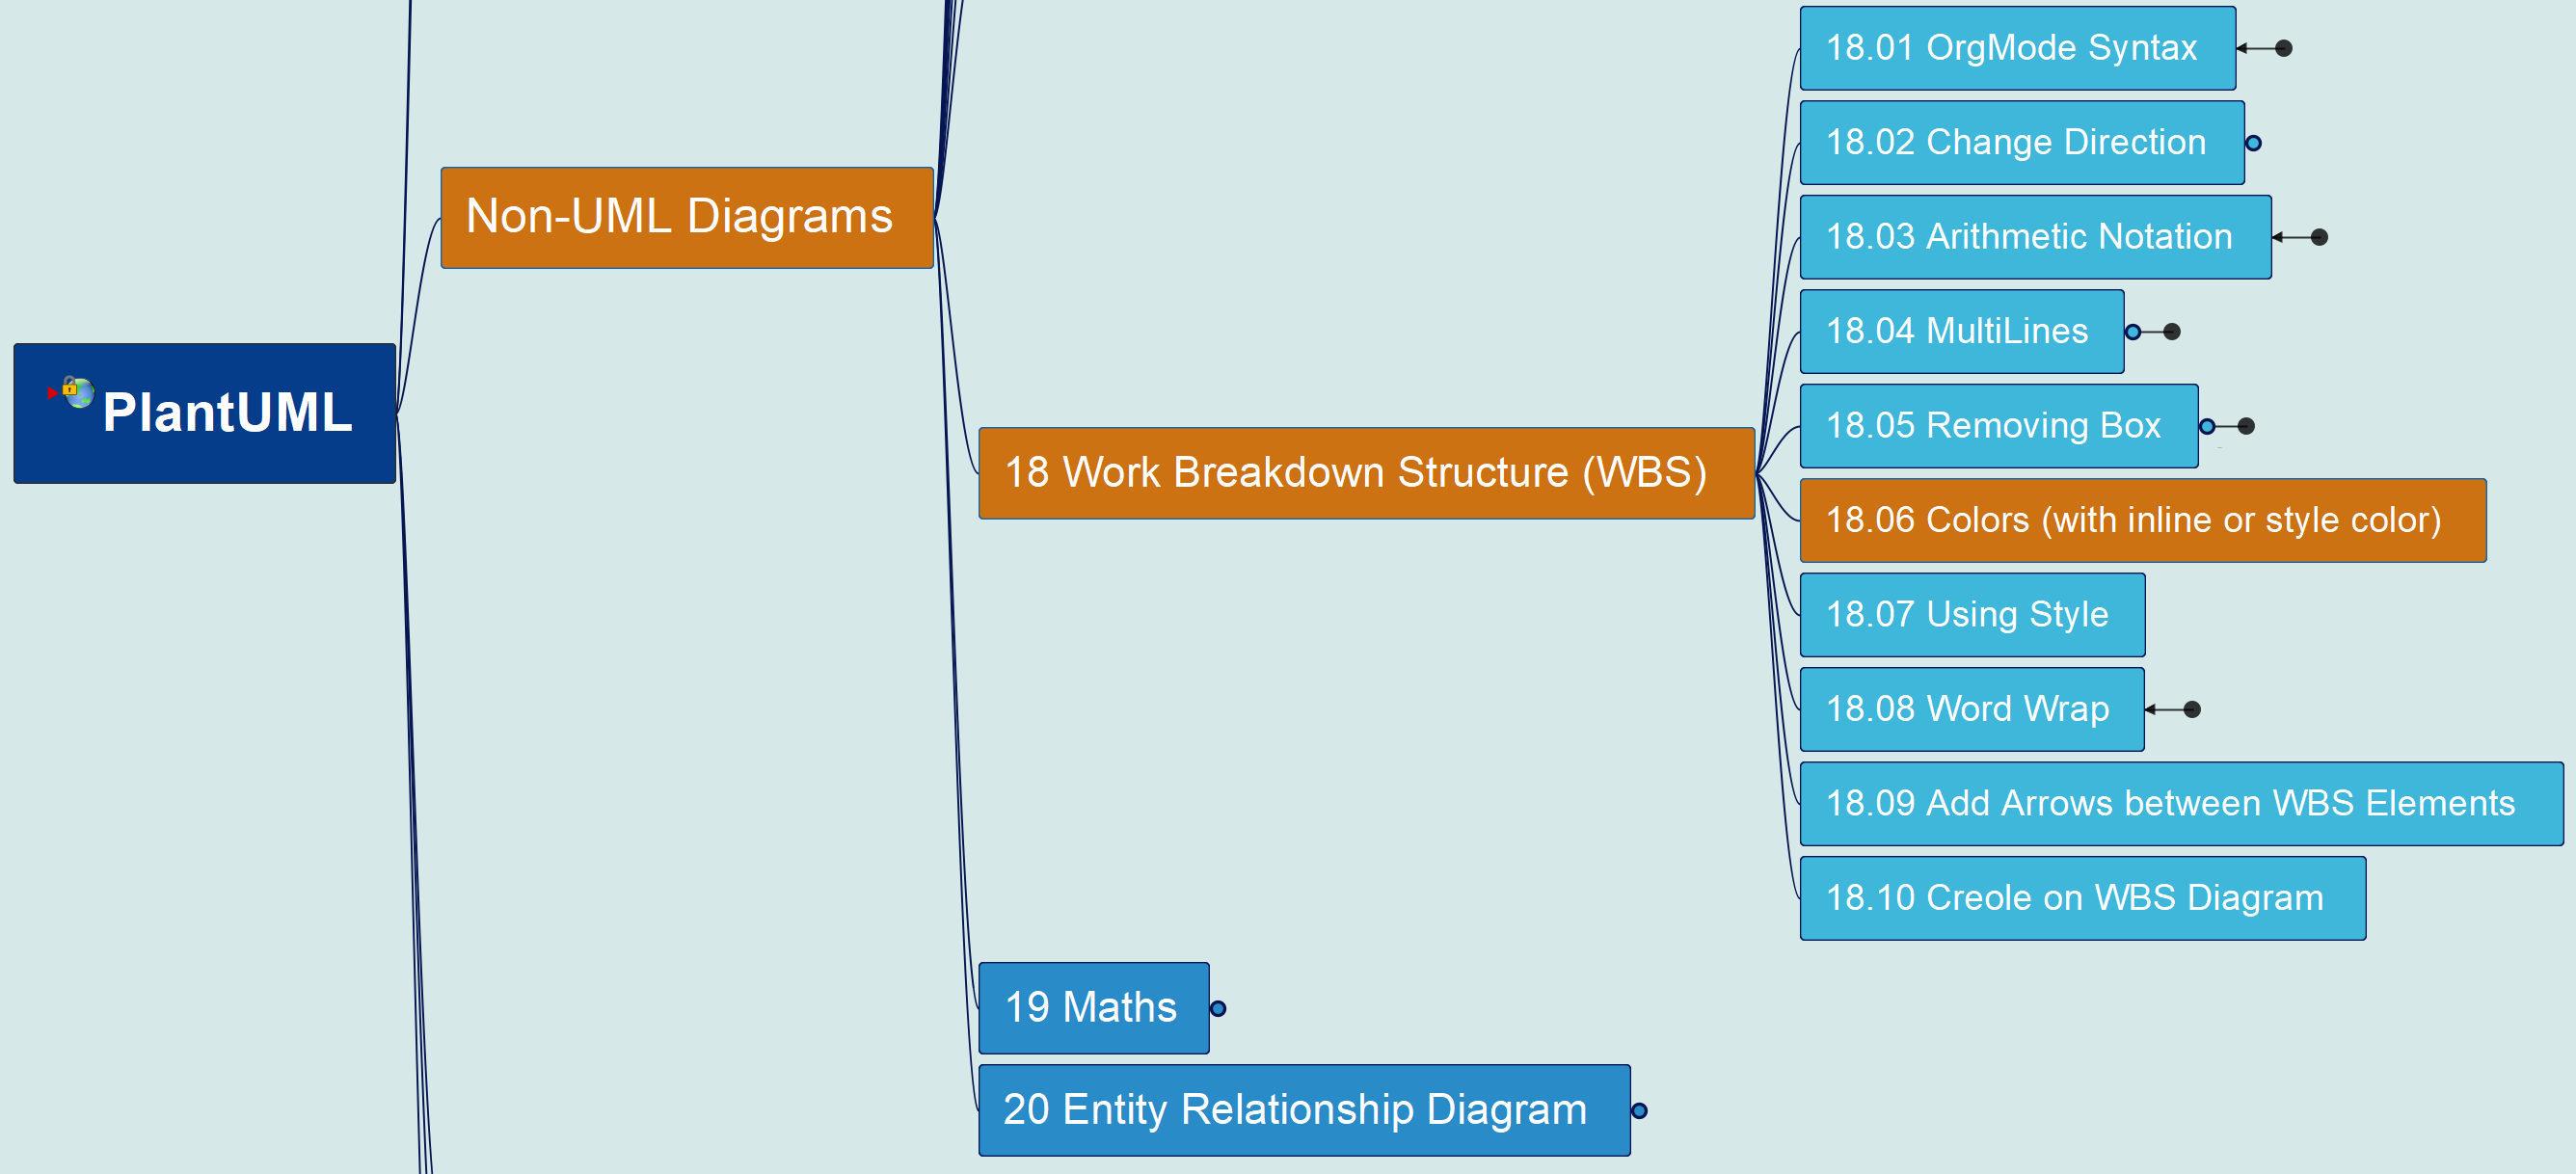 PlantUML
Non-UML Diagrams
18 Work Breakdown Structure (WBS)
18.01 OrgMode Syntax
18.02 Change Direction
18.03 Arithmetic Notation
18.04 MultiLines
18.05 Removing Box
18.06 Colors (with inline or style color)
18.07 Using Style
18.08 Word Wrap
18.09 Add Arrows between WBS Elements
18.10 Creole on WBS Diagram
19 Maths
20 Entity Relationship Diagram